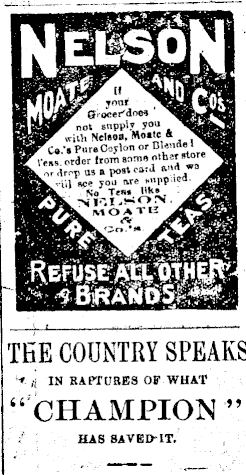 NELSON
MOATE AND CO'S
If
your
Grocer does
not supply you
with Nelson, Moate &
Co.'s Pure Ceylon or Blended
Teas, order from some other store
or drop us a post card and we
will see you are supplied.
No Teas like
NELSON,
MOATE
&
Co.'s.
PURE TEAS
REFUSE ALL OTHER
BRANDS
THE COUNTRY SPEAKS
IN RAPTURES OF WHAT
"CHAMPION"
HAS SAVED IT.